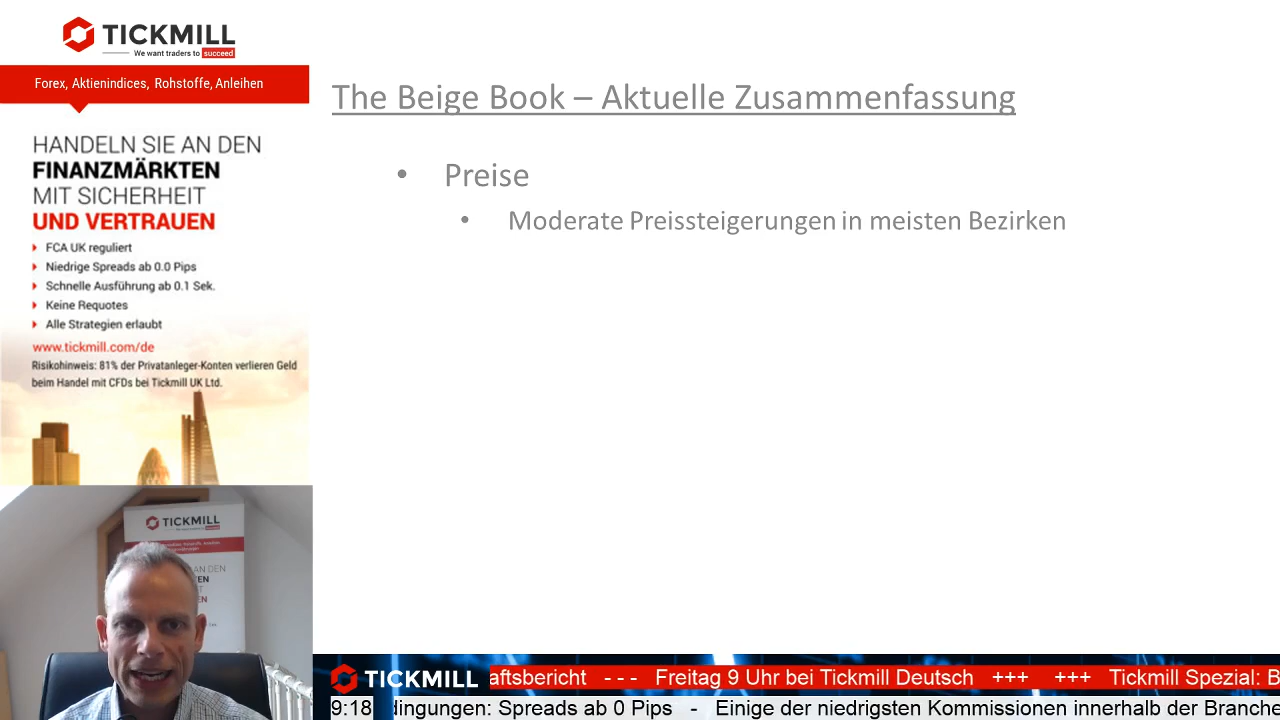 TICKMILL
We want traders to succeed
Forex, Aktienindices, Rohstoffe, Anleihen
HANDELN SIE AN DEN
FINANZMÄRKTEN
MIT SICHERHEIT
UND VERTRAUEN
FCA UK reguliert
Niedrige Spreads ab 0.0 Pips
Schnelle Ausführung ab 0.1 Sek.
Keine Requotes
Alle Strategien erlaubt
www.tickmill.com/de
Risikohinweis: 81% der Privatanleger-Konten verlieren Geld
beim Handel mit CFDs bei Tickmill UK Ltd.
The Beige Book – Aktuelle Zusammenfassung
• Preise
• Moderate Preissteigerungen in meisten Bezirken
TICKMILL
AN DEN
TICKMILL
aftsbericht - - - Freitag 9 Uhr bei Tickmill Deutsch +++ +++ Tickmill Spezial: B
9:18 dingungen: Spreads ab 0 Pips - Einige der niedrigsten Kommissionen innerhalb der Branche